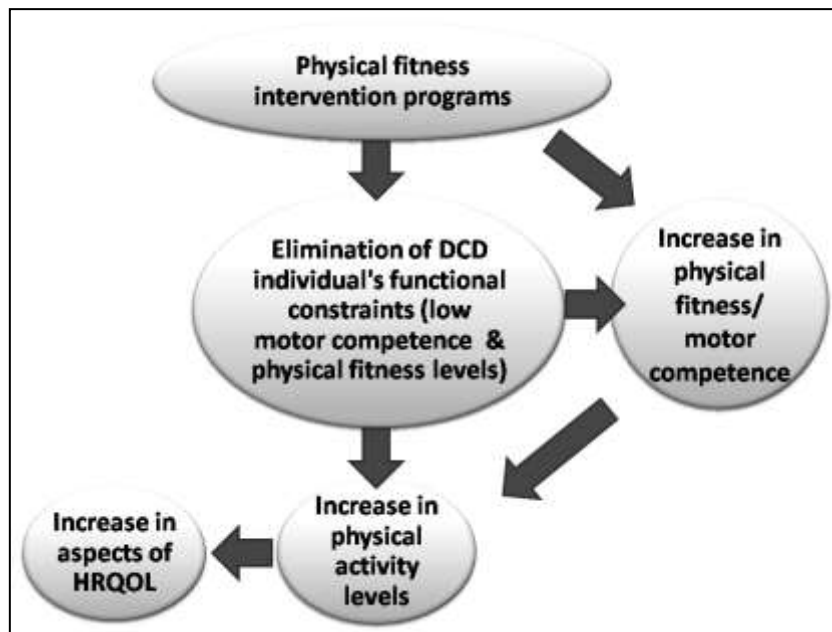 Physical fitness
intervention programs
Elimination of DCD
individual's functional
constraints (low
motor competence &
physical fitness levels)
Increase in
physical
fitness/
motor
competence
Increase in
physical
activity
levels
Increase in
aspects of
HRQOL